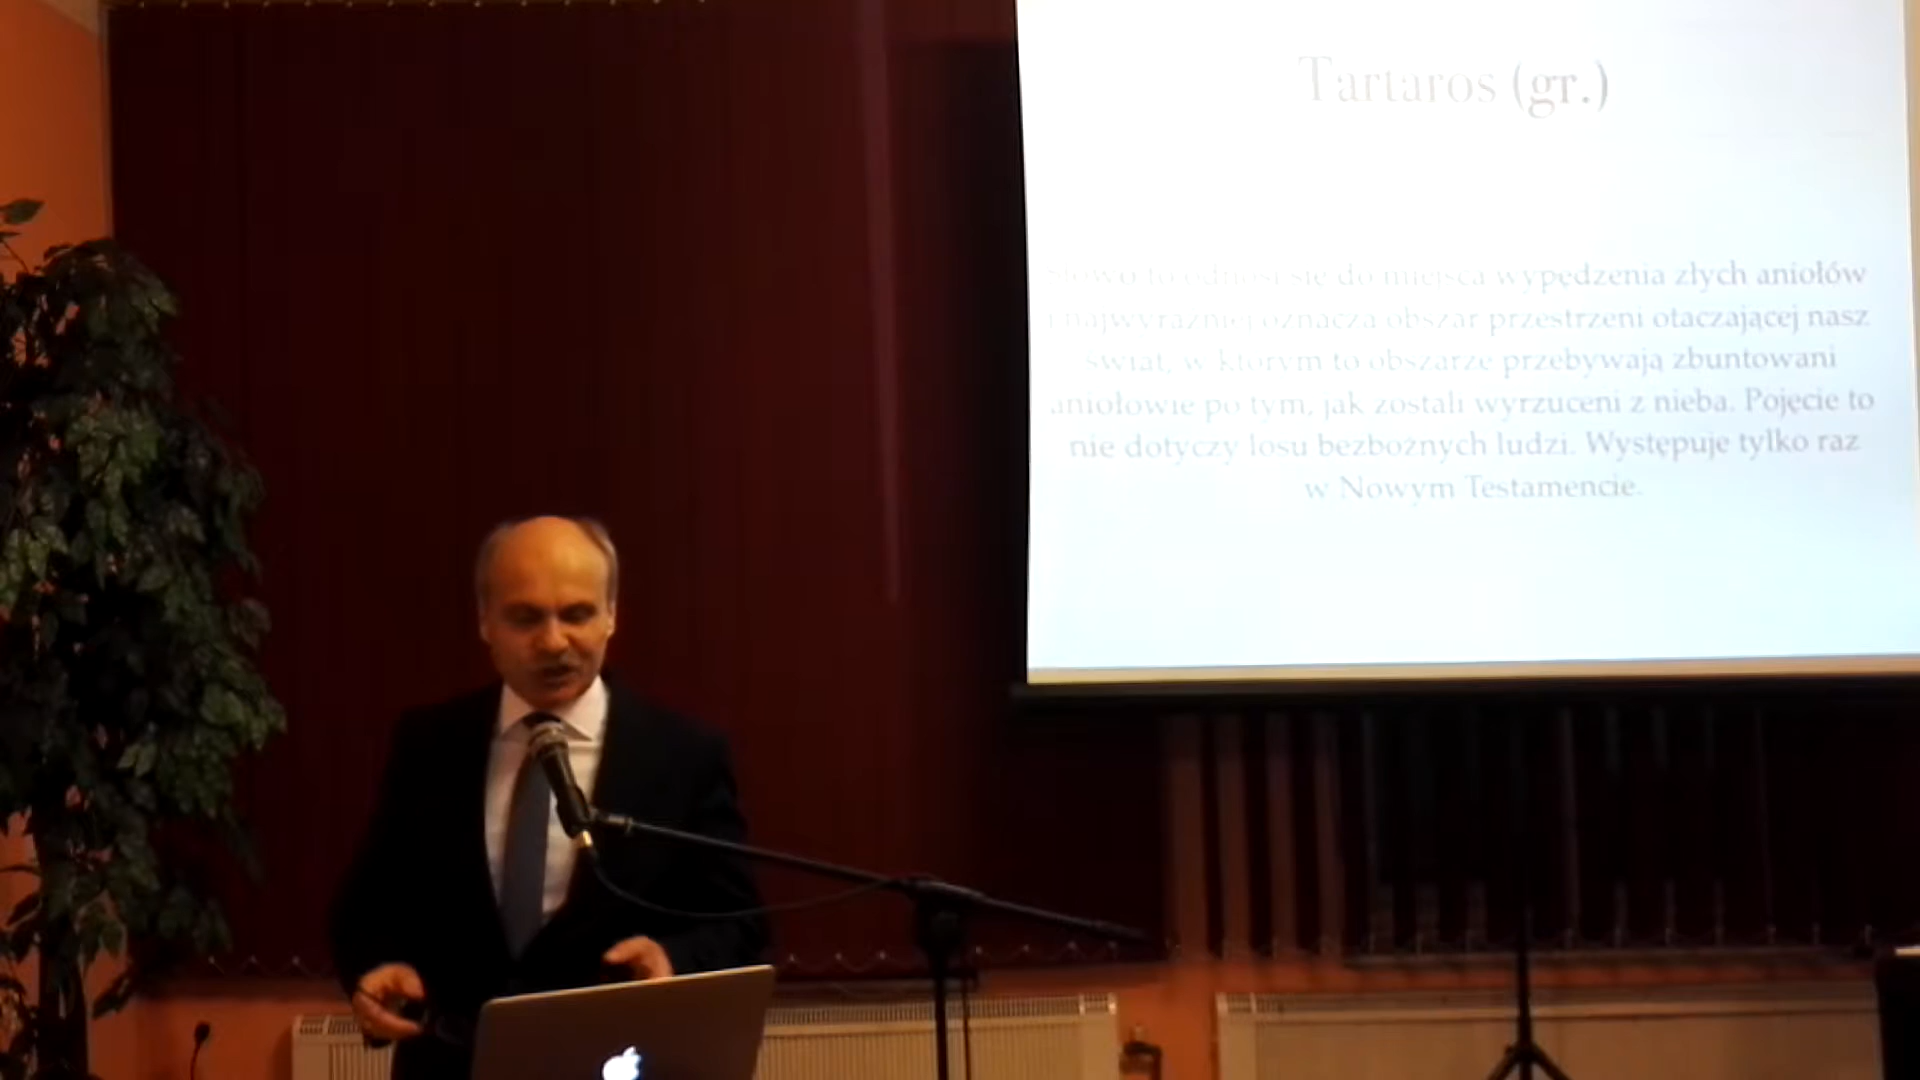 Tartaros (gr.)
Słowo to odnosi się do miejsca wypędzenia złych aniołów
i najwyraźniej oznacza obszar przestrzeni otaczającej nasz
świat, w którym to obszarze przebywają zbuntowani
aniołowie po tym, jak zostali wyrzuceni z nieba. Pojęcie to
nie dotyczy losu bezbożnych ludzi. Występuje tylko raz
w Nowym Testamencie.